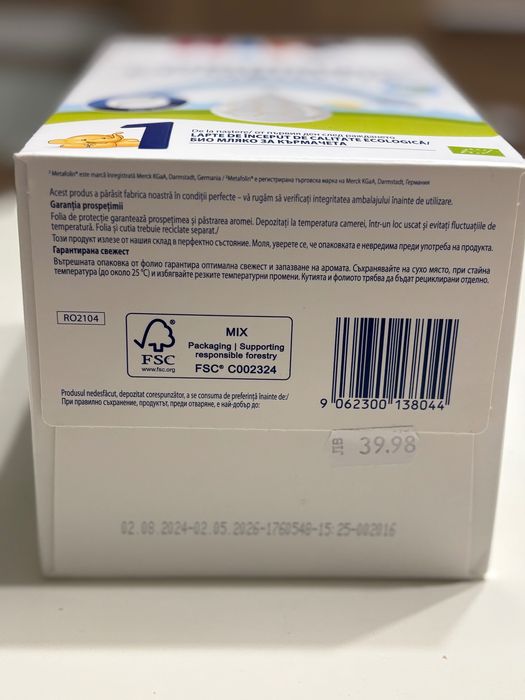 1
De la naștere/ от първия ден след раждането
LAPTE DE ÎNCEPUT DE CALITATE ECOLOGICĂ/
БИО МЛЯКО ЗА КЪРМАЧЕТА
¹ Metafolin® este marcă înregistrată Merck KGaA, Darmstadt, Germania / ¹Metafolin® е регистрирана търговска марка на Merck KGaA, Darmstadt, Германия
Acest produs a părăsit fabrica noastră în condiții perfecte – vă rugăm să verificați integritatea ambalajului înainte de utilizare.
Garanția prospețimii
Folia de protecție garantează prospețimea și păstrarea aromei. Depozitați la temperatura camerei, într-un loc uscat și evitați fluctuațiile de
temperatură. Folia și cutia trebuie reciclate separat./
Този продукт излезе от нашия склад в перфектно състояние. Моля, уверете се, че опаковката е невредима преди употреба на продукта.
Гарантирана свежест
Вътрешната опаковка от фолио гарантира оптимална свежест и запазване на аромата. Съхранявайте на сухо място, при стайна
температура (до около 25 °C) и избягвайте резките температурни промени. Кутията и фолиото трябва да бъдат рециклирани отделно.
RO2104
FSC
www.fsc.org
MIX
Packaging | Supporting
responsible forestry
FSC® C002324
9 062300 138044
Produsul nedesfăcut, depozitat corespunzător, a se consuma de preferință înainte de:/
При правилно съхранение, продуктът, преди отваряне, е най-добър до:
ЛВ 39.98
02.08.2024-02.05.2026-1760548-15:25-002016